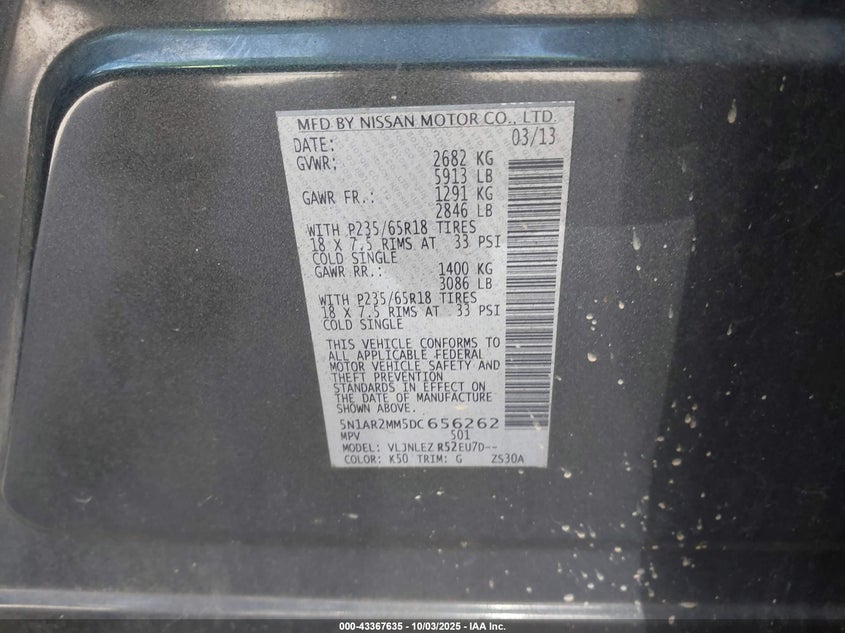 MFD BY NISSAN MOTOR CO., LTD.
DATE: 03/13
GVWR: 2682 KG
5913 LB
GAWR FR.: 1291 KG
2846 LB
WITH P235/65R18 TIRES
18 X 7.5 RIMS AT 33 PSI
COLD SINGLE
GAWR RR.: 1400 KG
3086 LB
WITH P235/65R18 TIRES
18 X 7.5 RIMS AT 33 PSI
COLD SINGLE
THIS VEHICLE CONFORMS TO
ALL APPLICABLE FEDERAL
MOTOR VEHICLE SAFETY AND
THEFT PREVENTION
STANDARDS IN EFFECT ON
THE DATE OF MANUFACTURE
SHOWN ABOVE.
5N1AR2MM5DC656262
MPV 501
MODEL: VLJNLEZ R52EU7D--
COLOR: K50 TRIM: G ZS30A
000-43367635 - 10/03/2025 - IAA Inc.